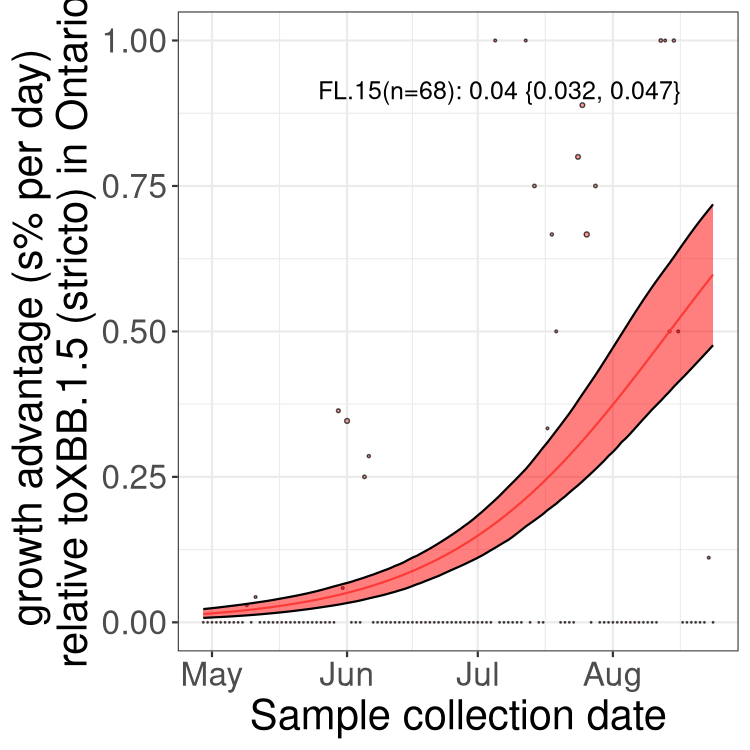 growth advantage (s% per day)
relative toXBB.1.5 (stricto) in Ontario
1.00
0.75
0.50
0.25
0.00
FL.15(n=68): 0.04 {0.032, 0.047}
May Jun Jul Aug
Sample collection date